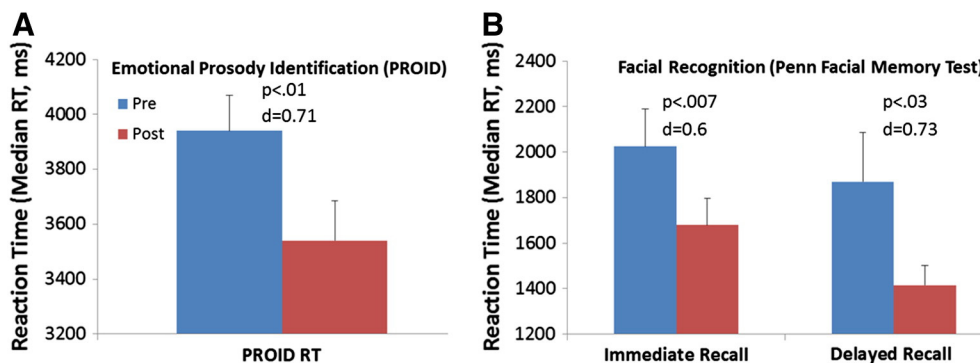 A
Reaction Time (Median RT, ms)
4200
4000
3800
3600
3400
3200
Emotional Prosody Identification (PROID)
p<.01
d=0.71
Pre
Post
PROID RT
B
Reaction Time (Median RT, ms)
2400
2200
2000
1800
1600
1400
1200
Facial Recognition (Penn Facial Memory Test)
p<.007
d=0.6
p<.03
d=0.73
Immediate Recall
Delayed Recall